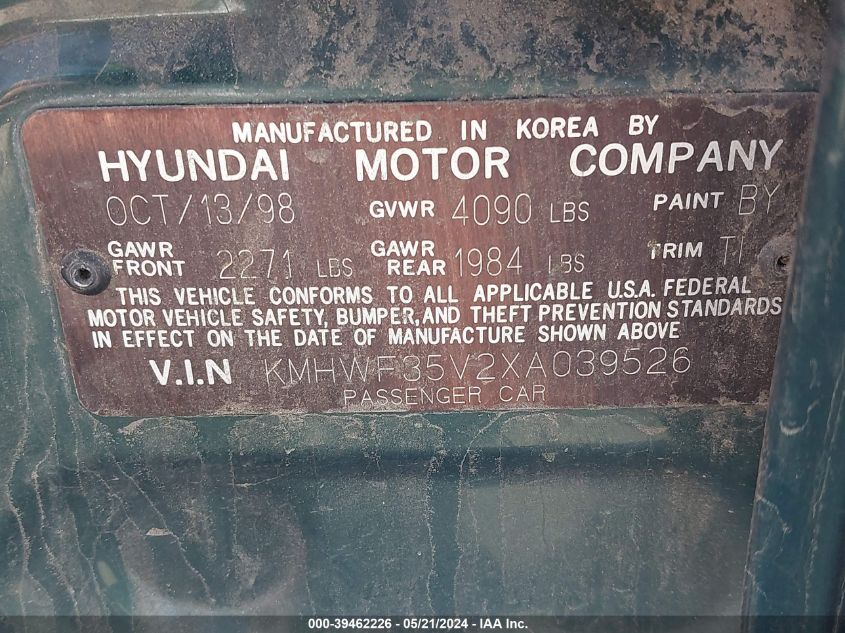 MANUFACTURED IN KOREA BY
HYUNDAI MOTOR COMPANY
OCT/13/98 GVWR 4090 LBS PAINT BY
GAWR FRONT 2271 LBS GAWR REAR 1984 LBS TRIM
THIS VEHICLE CONFORMS TO ALL APPLICABLE U.S.A. FEDERAL
MOTOR VEHICLE SAFETY, BUMPER, AND THEFT PREVENTION STANDARDS
IN EFFECT ON THE DATE OF MANUFACTURE SHOWN ABOVE
V.I.N KMHWF35V2XA039526
PASSENGER CAR
000-39462226 - 05/21/2024 - IAA Inc.